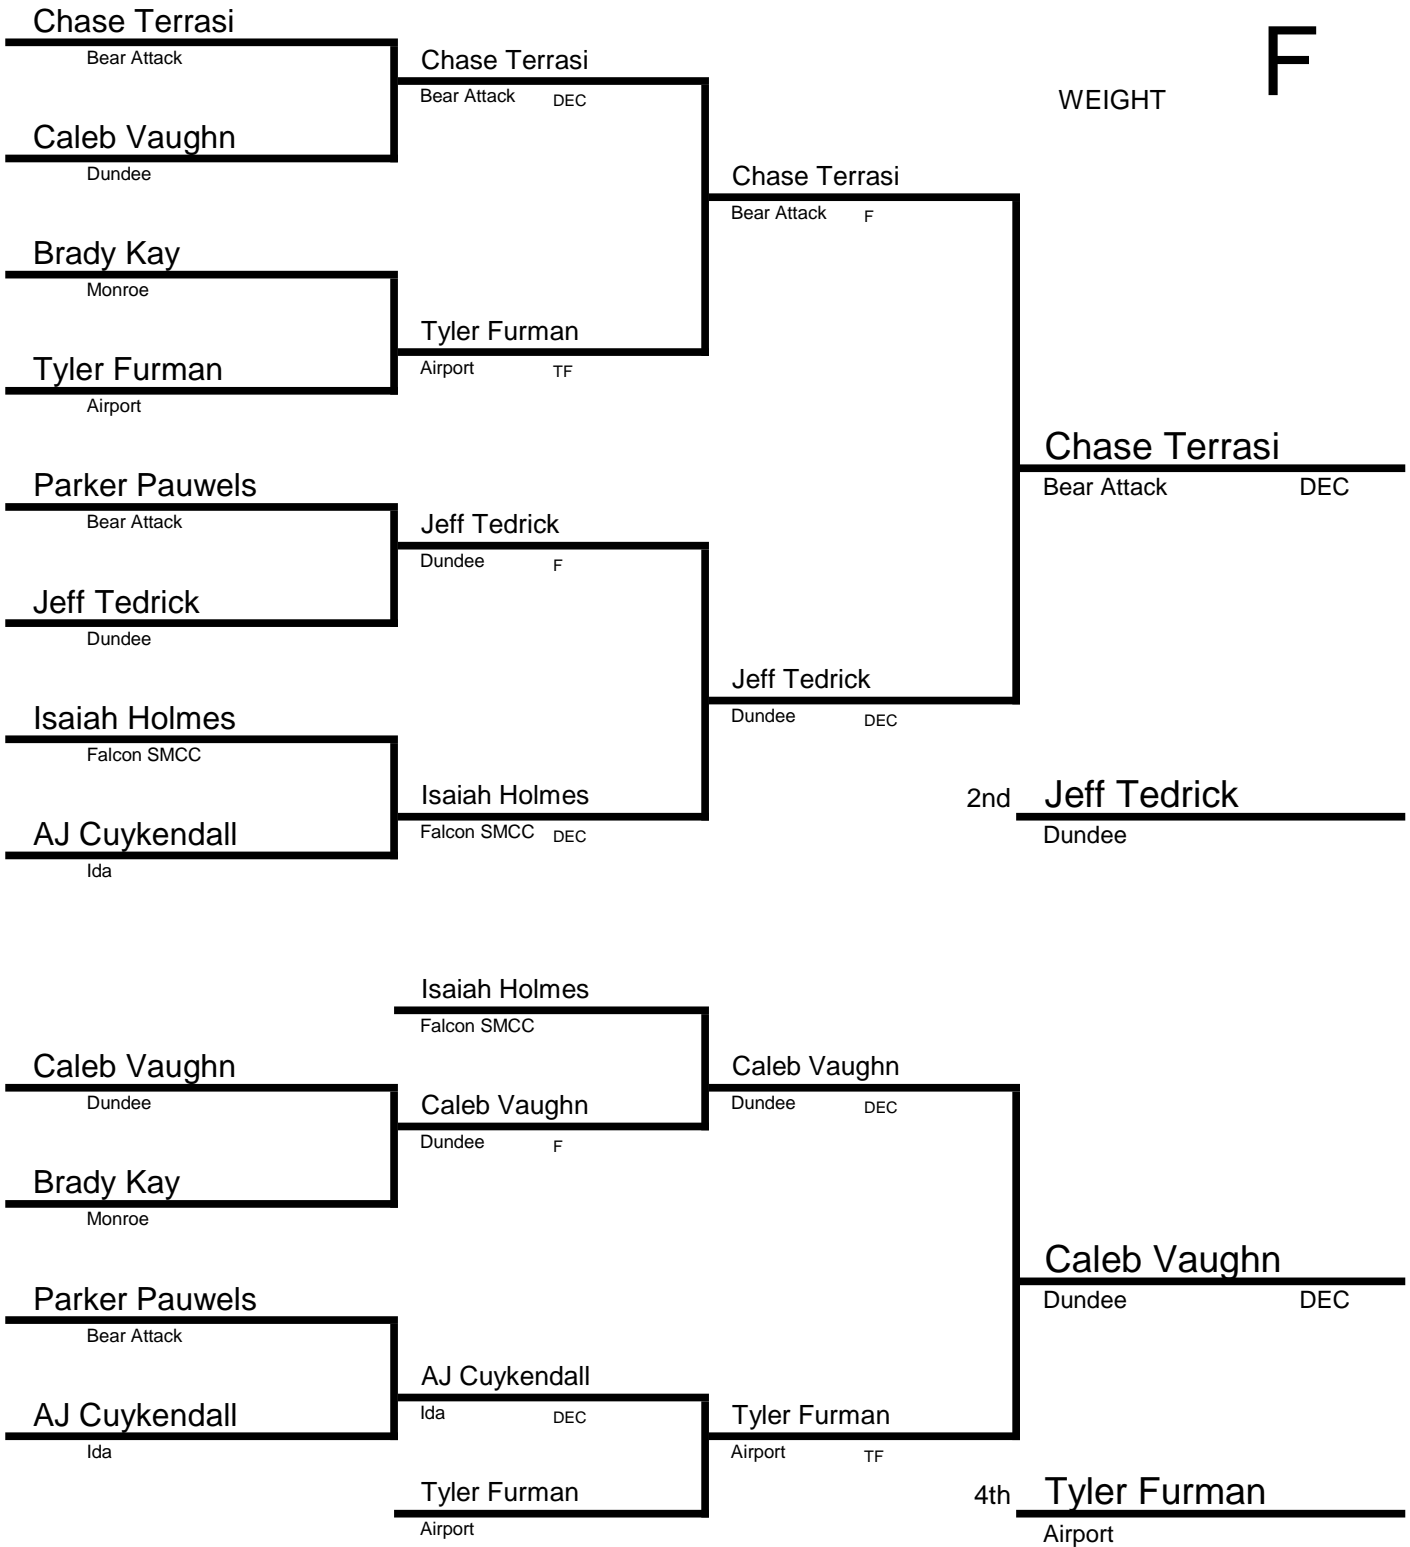 Chase Terrasi
Bear Attack
Chase Terrasi
Bear Attack DEC
F
WEIGHT
Caleb Vaughn
Dundee
Chase Terrasi
Bear Attack F
Brady Kay
Monroe
Tyler Furman
Airport TF
Tyler Furman
Airport
Chase Terrasi
Bear Attack DEC
Parker Pauwels
Bear Attack
Jeff Tedrick
Dundee F
Jeff Tedrick
Dundee
Jeff Tedrick
Dundee DEC
Isaiah Holmes
Falcon SMCC
Isaiah Holmes
Falcon SMCC DEC
2nd Jeff Tedrick
Dundee
AJ Cuykendall
Ida
Isaiah Holmes
Falcon SMCC
Caleb Vaughn
Dundee
Caleb Vaughn
Dundee DEC
Caleb Vaughn
Dundee F
Brady Kay
Monroe
Caleb Vaughn
Dundee DEC
Parker Pauwels
Bear Attack
AJ Cuykendall
Ida DEC
AJ Cuykendall
Ida
Tyler Furman
Airport TF
Tyler Furman
Airport
4th Tyler Furman
Airport